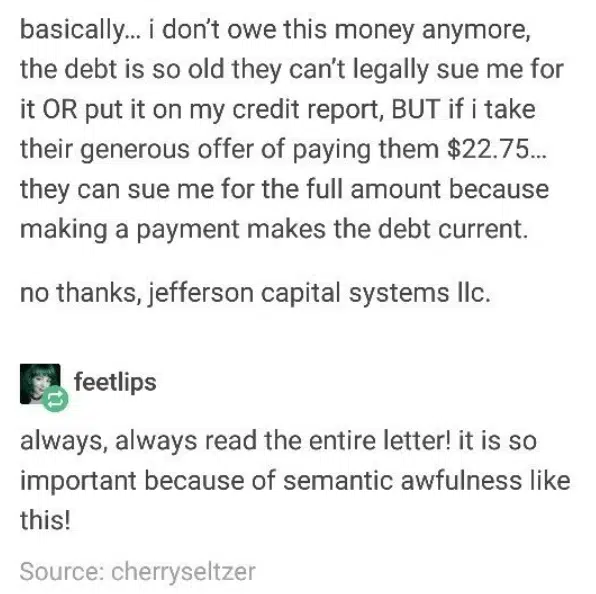 basically... i don't owe this money anymore,
the debt is so old they can't legally sue me for
it OR put it on my credit report, BUT if i take
their generous offer of paying them $22.75...
they can sue me for the full amount because
making a payment makes the debt current.
no thanks, jefferson capital systems llc.
feetlips
always, always read the entire letter! it is so
important because of semantic awfulness like
this!
Source: cherryseltzer